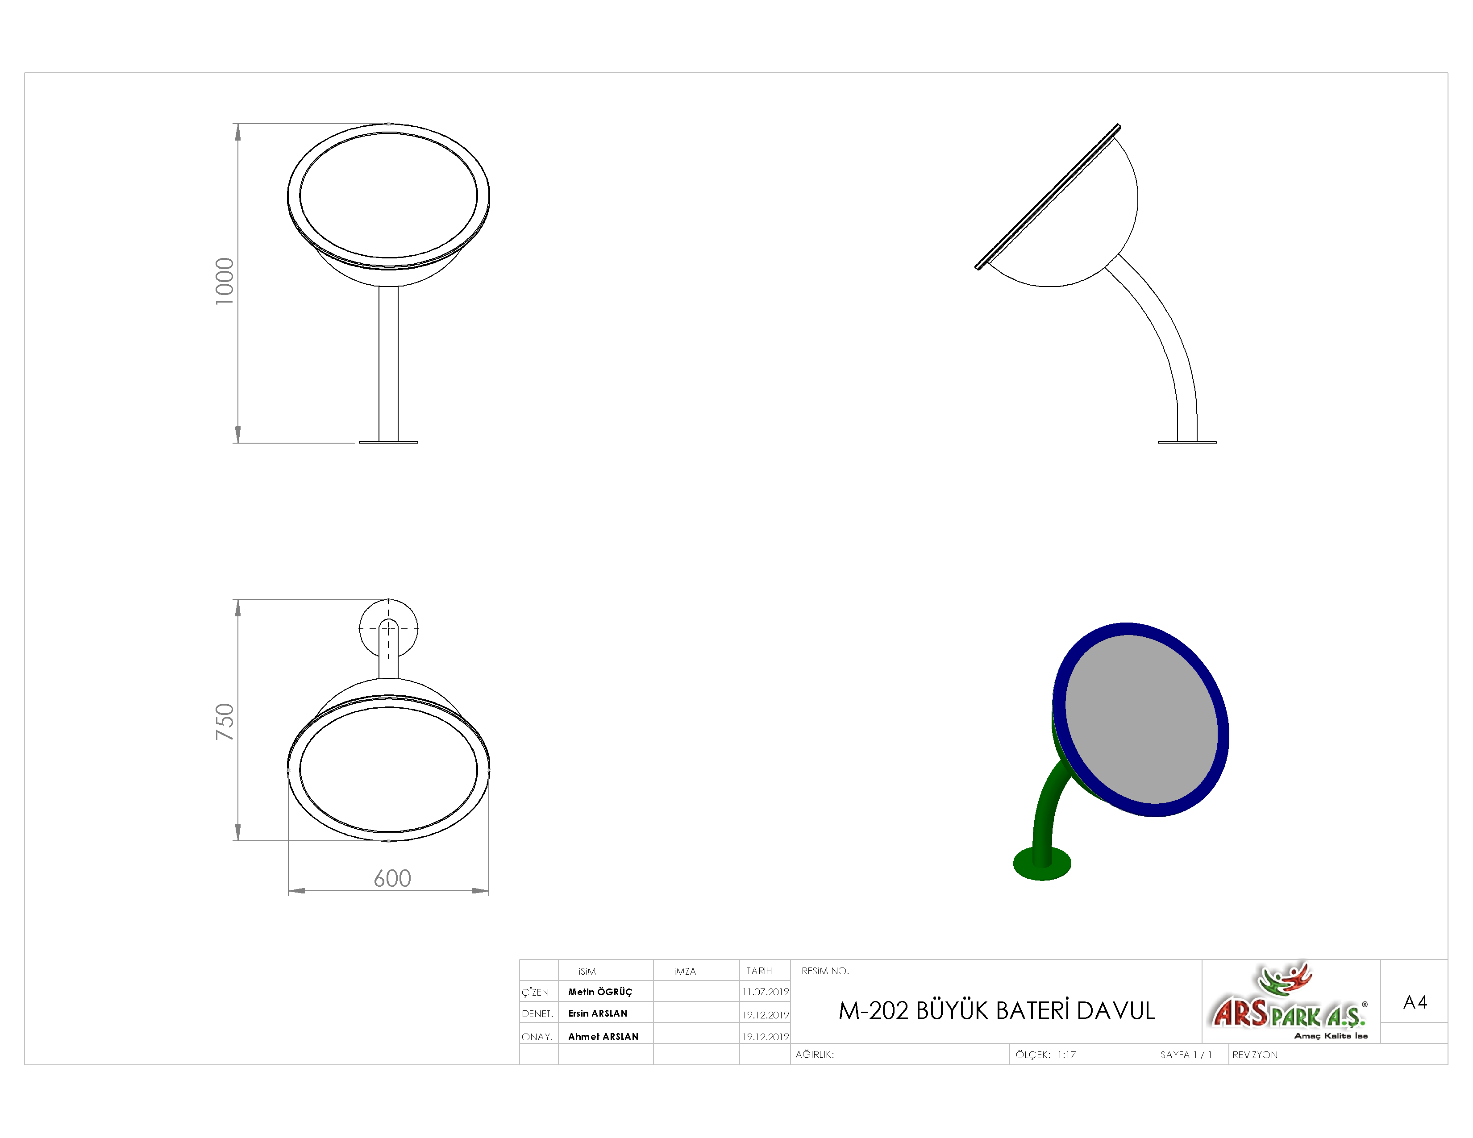 1000
750
600
İSİM
İMZA
TARİH
RESİM NO.
ÇİZEN.
Metin ÖGRÜÇ
11.07.2019
DENET.
Ersin ARSLAN
19.12.2019
ONAY.
Ahmet ARSLAN
19.12.2019
M-202 BÜYÜK BATERİ DAVUL
ARSPARK A.Ş.®
Amaç Kalite İse
A4
AĞIRLIK:
ÖLÇEK: 1:17
SAYFA 1 / 1
REVİZYON